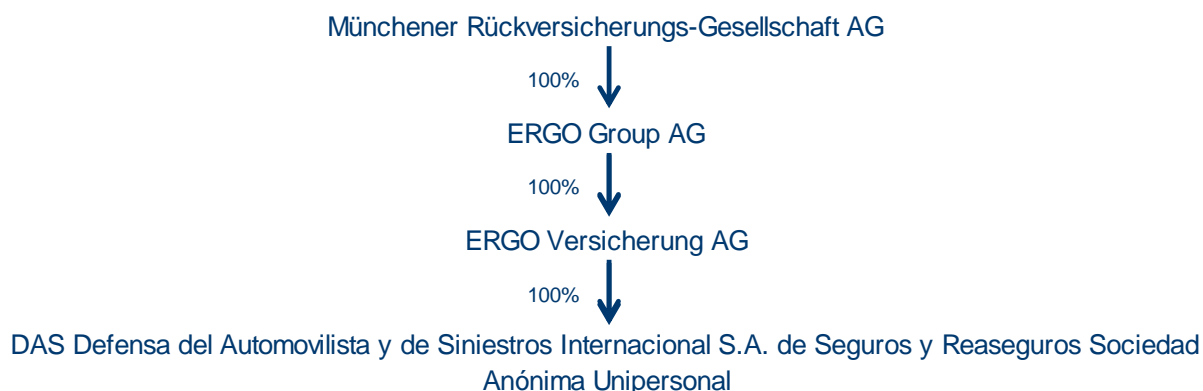 Münchener Rückversicherungs-Gesellschaft AG
100%
ERGO Group AG
100%
ERGO Versicherung AG
100%
DAS Defensa del Automovilista y de Siniestros Internacional S.A. de Seguros y Reaseguros Sociedad
Anónima Unipersonal